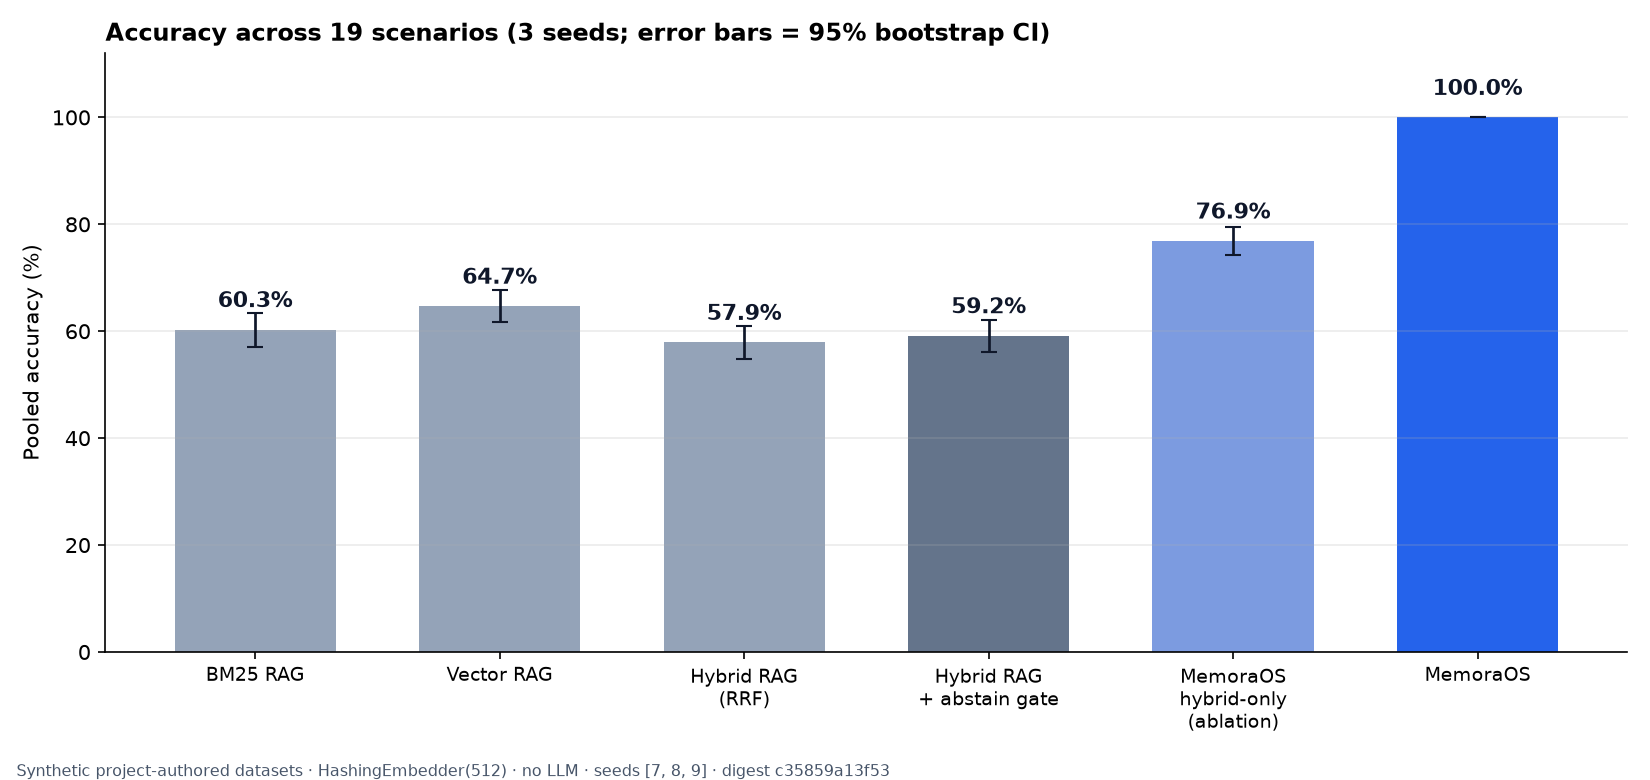 Accuracy across 19 scenarios (3 seeds; error bars = 95% bootstrap CI)
Pooled accuracy (%)
100
80
60
40
20
0
60.3%
64.7%
57.9%
59.2%
76.9%
100.0%
BM25 RAG
Vector RAG
Hybrid RAG
(RRF)
Hybrid RAG
+ abstain gate
MemoraOS
hybrid-only
(ablation)
MemoraOS
Synthetic project-authored datasets · HashingEmbedder(512) · no LLM · seeds [7, 8, 9] · digest c35859a13f53